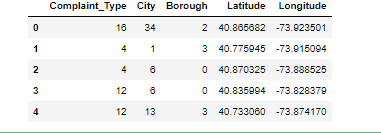 Complaint_Type City Borough Latitude Longitude
0 16 34 2 40.865682 -73.923501
1 4 1 3 40.775945 -73.915094
2 4 6 0 40.870325 -73.888525
3 12 6 0 40.835994 -73.828379
4 12 13 3 40.733060 -73.874170